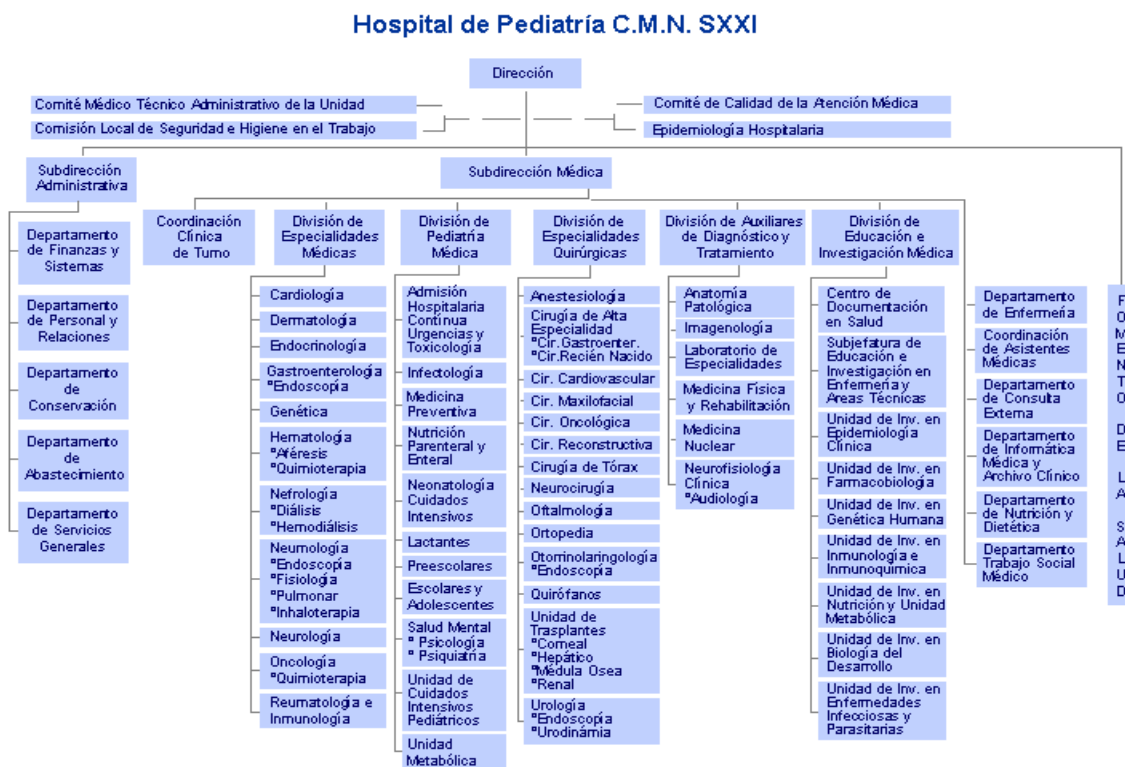 Hospital de Pediatría C.M.N. SXXI
Dirección
Comité Médico Técnico Administrativo de la Unidad
Comité de Calidad de la Atención Médica
Comisión Local de Seguridad e Higiene en el Trabajo
Epidemiología Hospitalaria
Subdirección
Administrativa
Subdirección Médica
Departamento
de Finanzas y
Sistemas
Departamento
de Personal y
Relaciones
Departamento
de
Conservación
Departamento
de
Abastecimiento
Departamento
de Servicios
Generales
Coordinación
Clínica
de Turno
División de
Especialidades
Médicas
Cardiología
Dermatología
Endocrinología
Gastroenterología
°Endoscopía
Genética
Hematología
°Aféresis
°Quimioterapia
Nefrología
°Diálisis
°Hemodiálisis
Neumología
°Endoscopía
°Fisiología
°Pulmonar
°Inhaloterapia
Neurología
Oncología
°Quimioterapia
Reumatología e
Inmunología
División de
Pediatría
Médica
Admisión
Hospitalaria
Contínua
Urgencias y
Toxicología
Infectología
Medicina
Preventiva
Nutrición
Parenteral y
Enteral
Neonatología
Cuidados
Intensivos
Lactantes
Preescolares
Escolares y
Adolescentes
Salud Mental
° Psicología
° Psiquiatría
Unidad de
Cuidados
Intensivos
Pediátricos
Unidad
Metabólica
División de
Especialidades
Quirúrgicas
Anestesiología
Cirugía de Alta
Especialidad
°Cir.Gastroenter.
°Cir.Recién Nacido
Cir. Cardiovascular
Cir. Maxilofacial
Cir. Oncológica
Cir. Reconstructiva
Cirugía de Tórax
Neurocirugía
Oftalmología
Ortopedia
Otorrinolaringología
°Endoscopía
Quirófanos
Unidad de
Trasplantes
°Corneal
°Hepático
°Médula Osea
°Renal
Urología
°Endoscopía
°Urodinámia
División de Auxiliares
de Diagnóstico y
Tratamiento
Anatomía
Patológica
Imagenología
Laboratorio de
Especialidades
Medicina Física
y Rehabilitación
Medicina
Nuclear
Neurofisiología
Clínica
°Audiología
División de
Educación e
Investigación Médica
Centro de
Documentación
en Salud
Subjefatura de
Educación e
Investigación en
Enfermería y
Areas Técnicas
Unidad de Inv. en
Epidemiología
Clínica
Unidad de Inv. en
Farmacobiología
Unidad de Inv. en
Genética Humana
Unidad de Inv. en
Inmunología e
Inmunoquímica
Unidad de Inv. en
Nutrición y Unidad
Metabólica
Unidad de Inv. en
Biología del
Desarrollo
Unidad de Inv. en
Enfermedades
Infecciosas y
Parasitarias
Departamento
de Enfermería
Coordinación
de Asistentes
Médicas
Departamento
de Consulta
Externa
Departamento
de Informática
Médica y
Archivo Clínico
Departamento
de Nutrición y
Dietética
Departamento
Trabajo Social
Médico